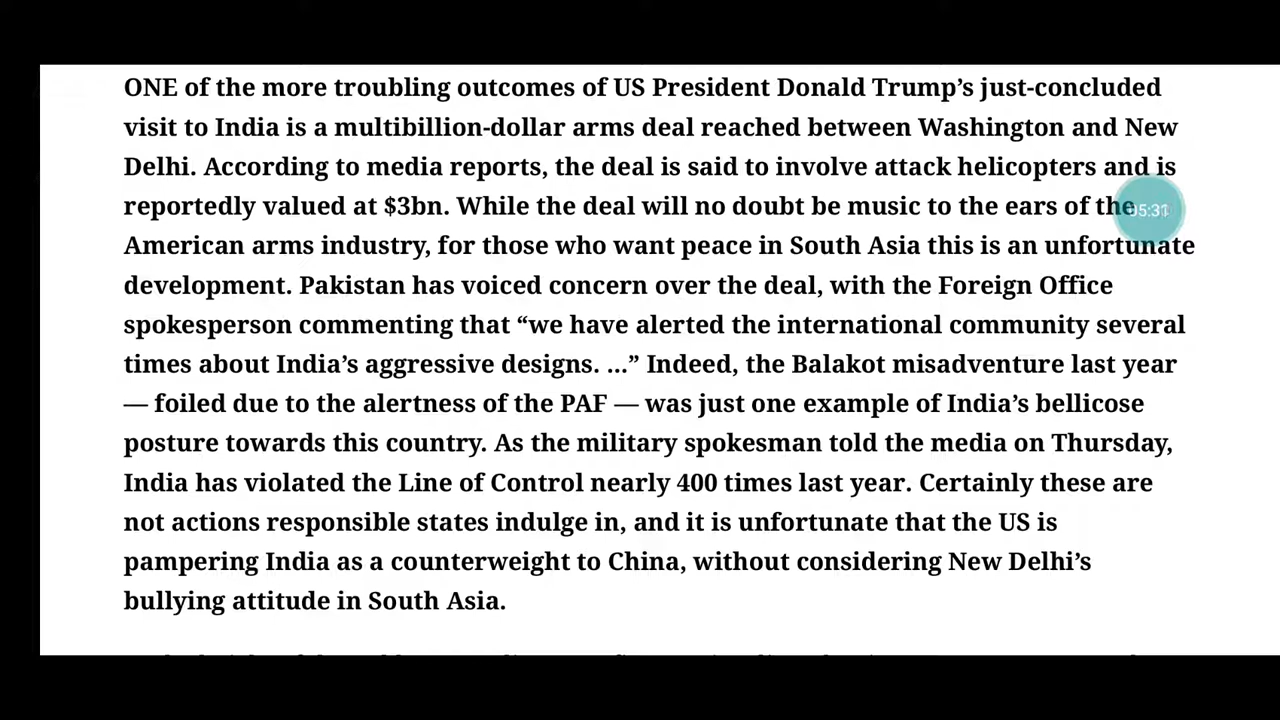 ONE of the more troubling outcomes of US President Donald Trump’s just-concluded
visit to India is a multibillion-dollar arms deal reached between Washington and New
Delhi. According to media reports, the deal is said to involve attack helicopters and is
reportedly valued at $3bn. While the deal will no doubt be music to the ears of the
05:31
American arms industry, for those who want peace in South Asia this is an unfortunate
development. Pakistan has voiced concern over the deal, with the Foreign Office
spokesperson commenting that “we have alerted the international community several
times about India’s aggressive designs. ...” Indeed, the Balakot misadventure last year
— foiled due to the alertness of the PAF — was just one example of India’s bellicose
posture towards this country. As the military spokesman told the media on Thursday,
India has violated the Line of Control nearly 400 times last year. Certainly these are
not actions responsible states indulge in, and it is unfortunate that the US is
pampering India as a counterweight to China, without considering New Delhi’s
bullying attitude in South Asia.